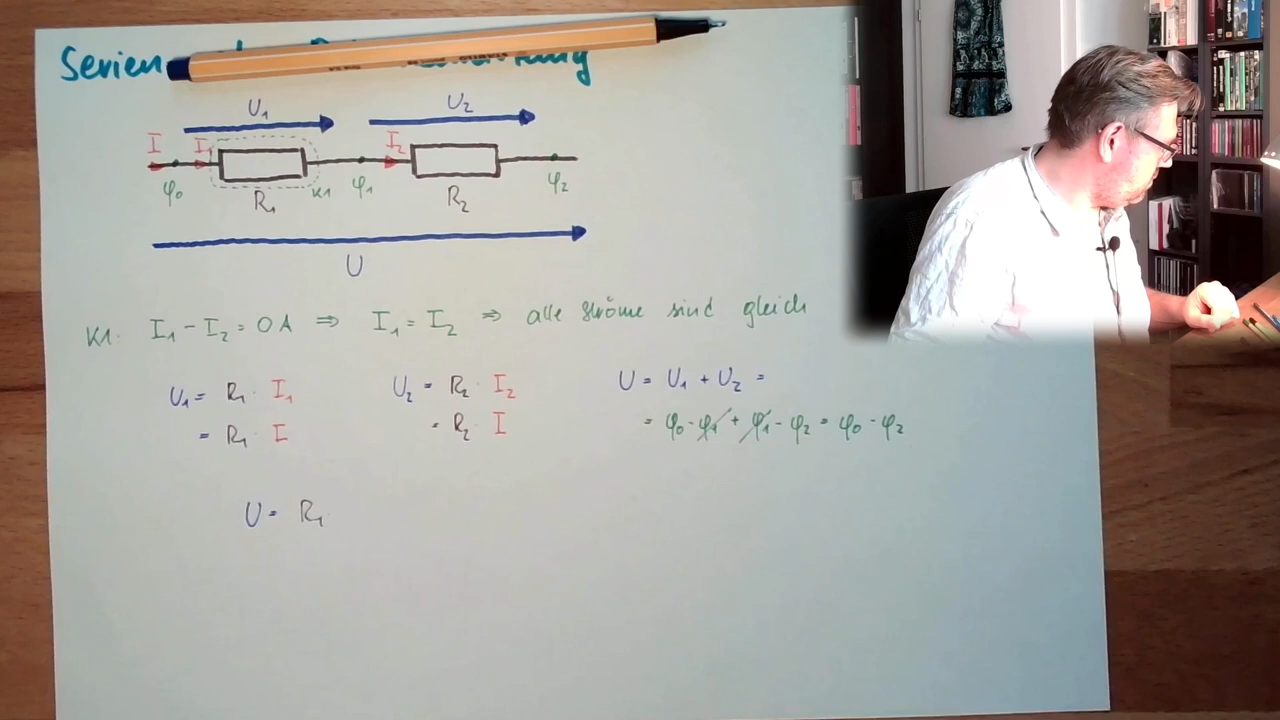 Serien
U1 U2
I I1 I2
φ0 K1 φ1 φ2
R1 R2
U
K1: I1 - I2 = 0 A ⇒ I1 = I2 ⇒ alle Ströme sind gleich
U1 = R1 · I1 U2 = R2 · I2 U = U1 + U2 =
= R1 · I = R2 · I = φ0 - φ1 + φ1 - φ2 = φ0 - φ2
U = R1